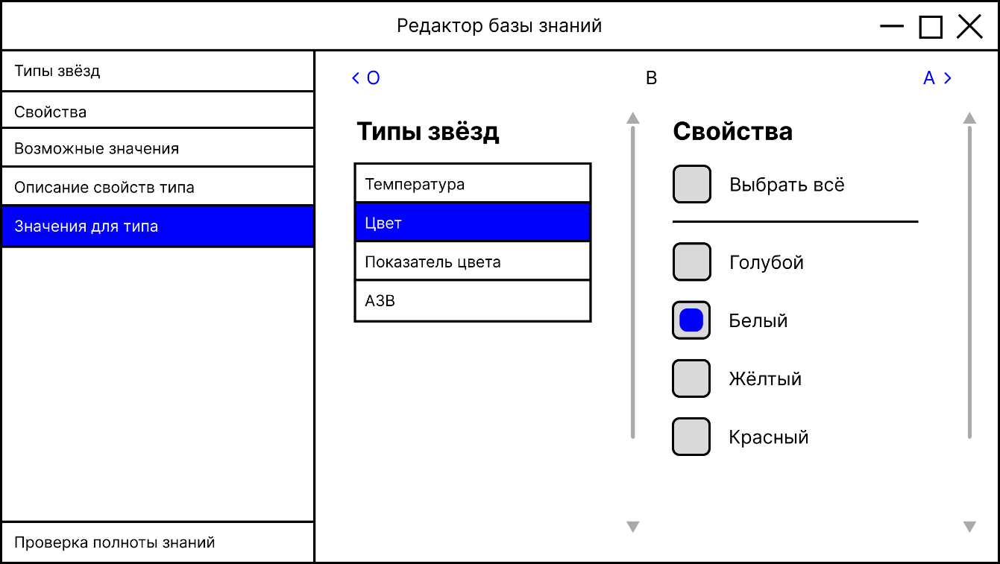 Редактор базы знаний
Типы звёзд
Свойства
Возможные значения
Описание свойств типа
Значения для типа
Проверка полноты знаний
< O
B
A >
Типы звёзд
Температура
Цвет
Показатель цвета
АЗВ
Свойства
Выбрать всё
Голубой
Белый
Жёлтый
Красный